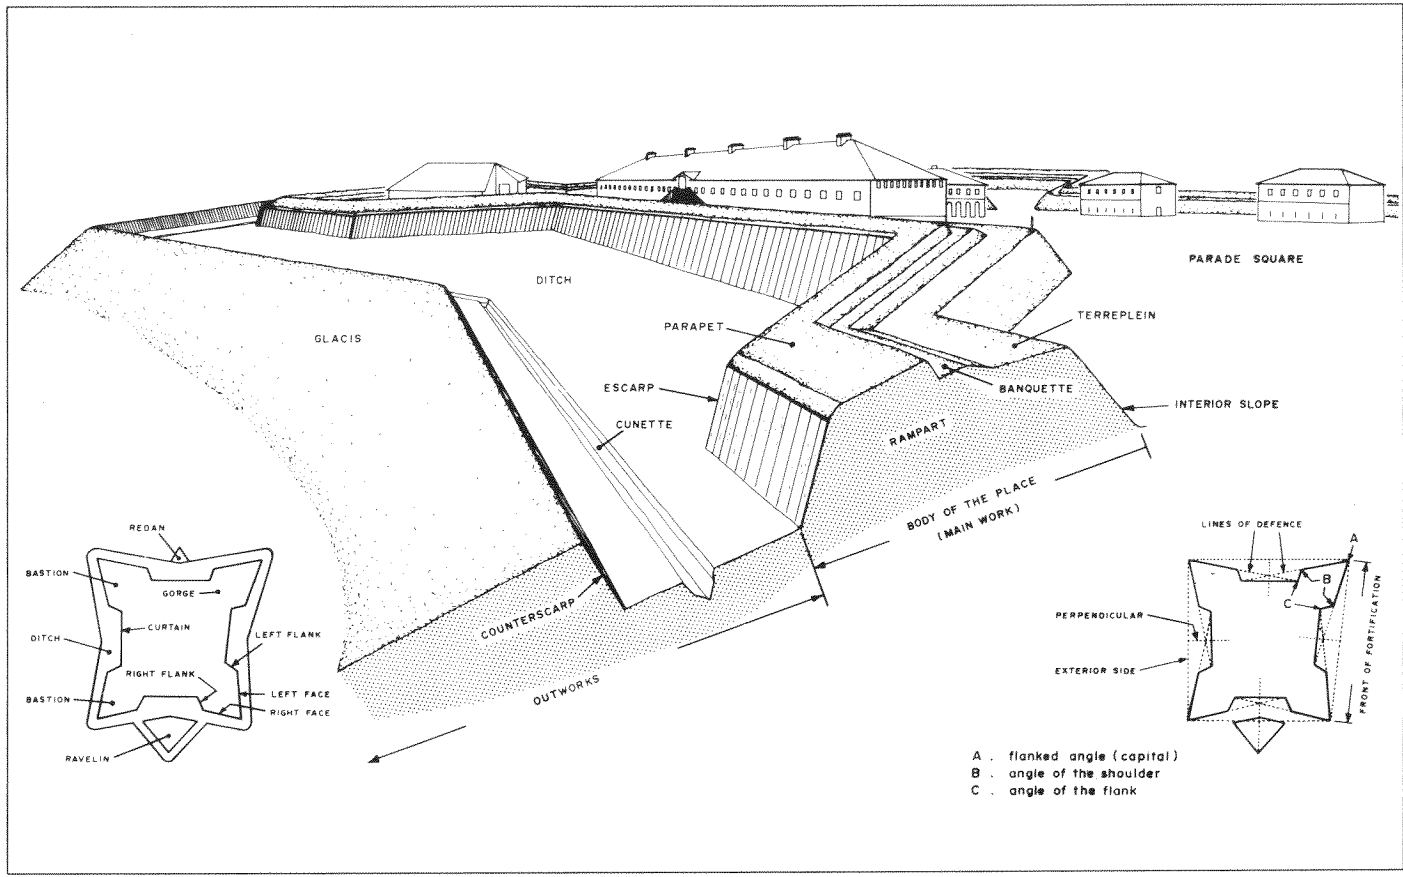 PARADE SQUARE
DITCH
TERREPLEIN
PARAPET
GLACIS
ESCARP
BANQUETTE
INTERIOR SLOPE
CUNETTE
RAMPART
BODY OF THE PLACE
(MAIN WORK)
COUNTERSCARP
OUTWORKS
REDAN
BASTION
GORGE
CURTAIN
DITCH
LEFT FLANK
RIGHT FLANK
BASTION
LEFT FACE
RIGHT FACE
RAVELIN
LINES OF DEFENCE
A
B
C
PERPENDICULAR
EXTERIOR SIDE
FRONT OF FORTIFICATION
A . flanked angle (capital)
B . angle of the shoulder
C . angle of the flank